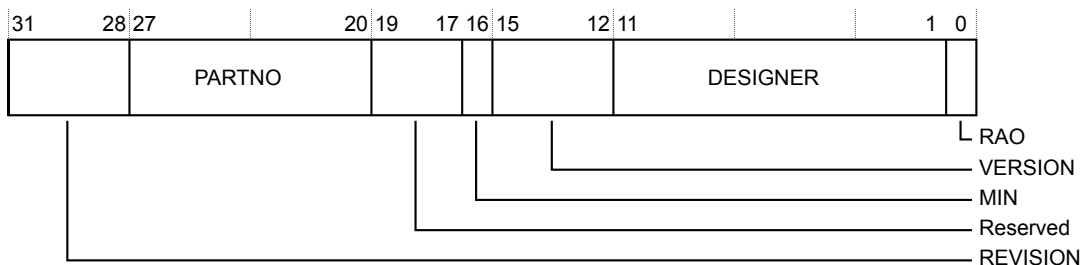 31 28 27 20 19 17 16 15 12 11 1 0
PARTNO DESIGNER
RAO
VERSION
MIN
Reserved
REVISION